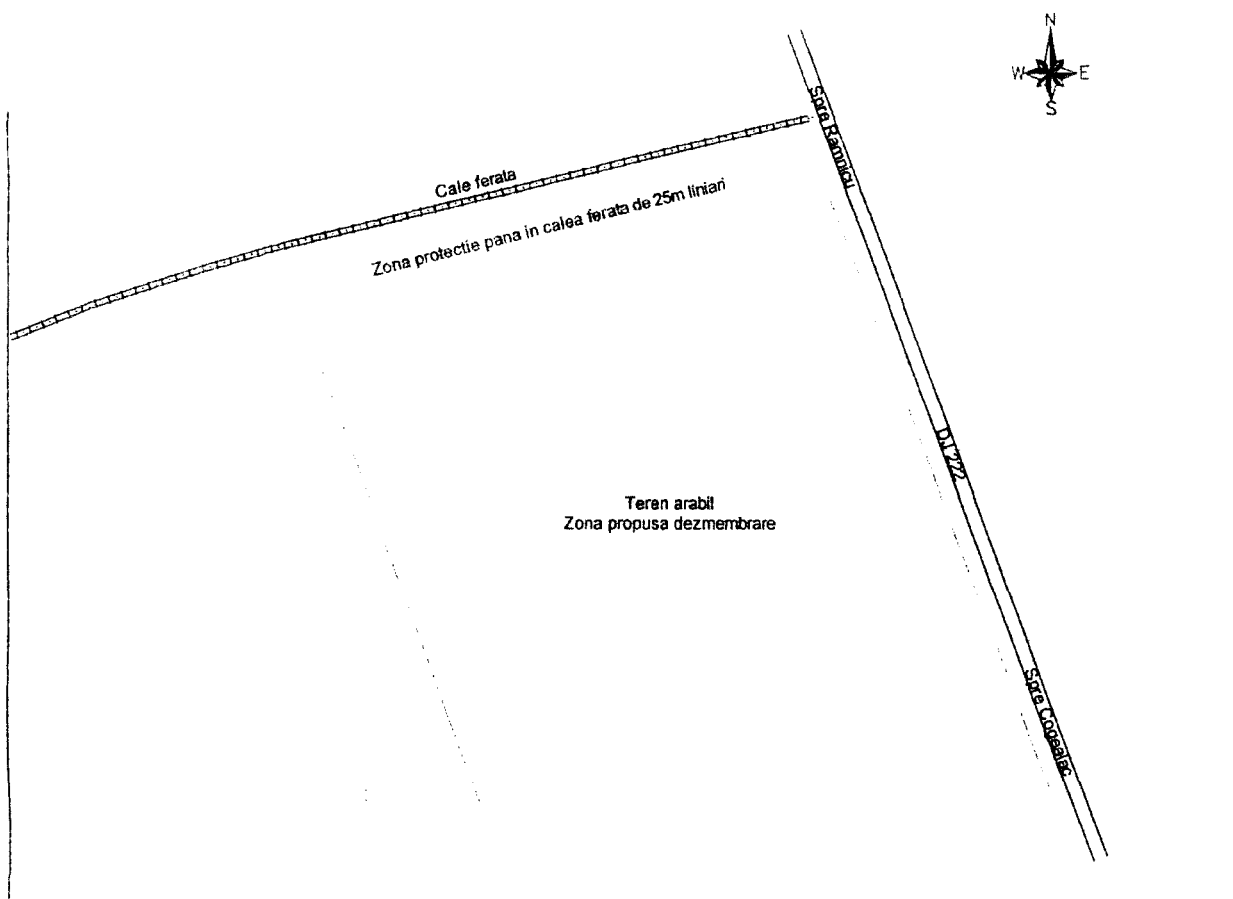 N
W E
S
Spre Ramnicu
Cale ferata
Zona protectie pana in calea ferata de 25m liniari
DJ 222
Teren arabil
Zona propusa dezmembrare
Spre Cogealac